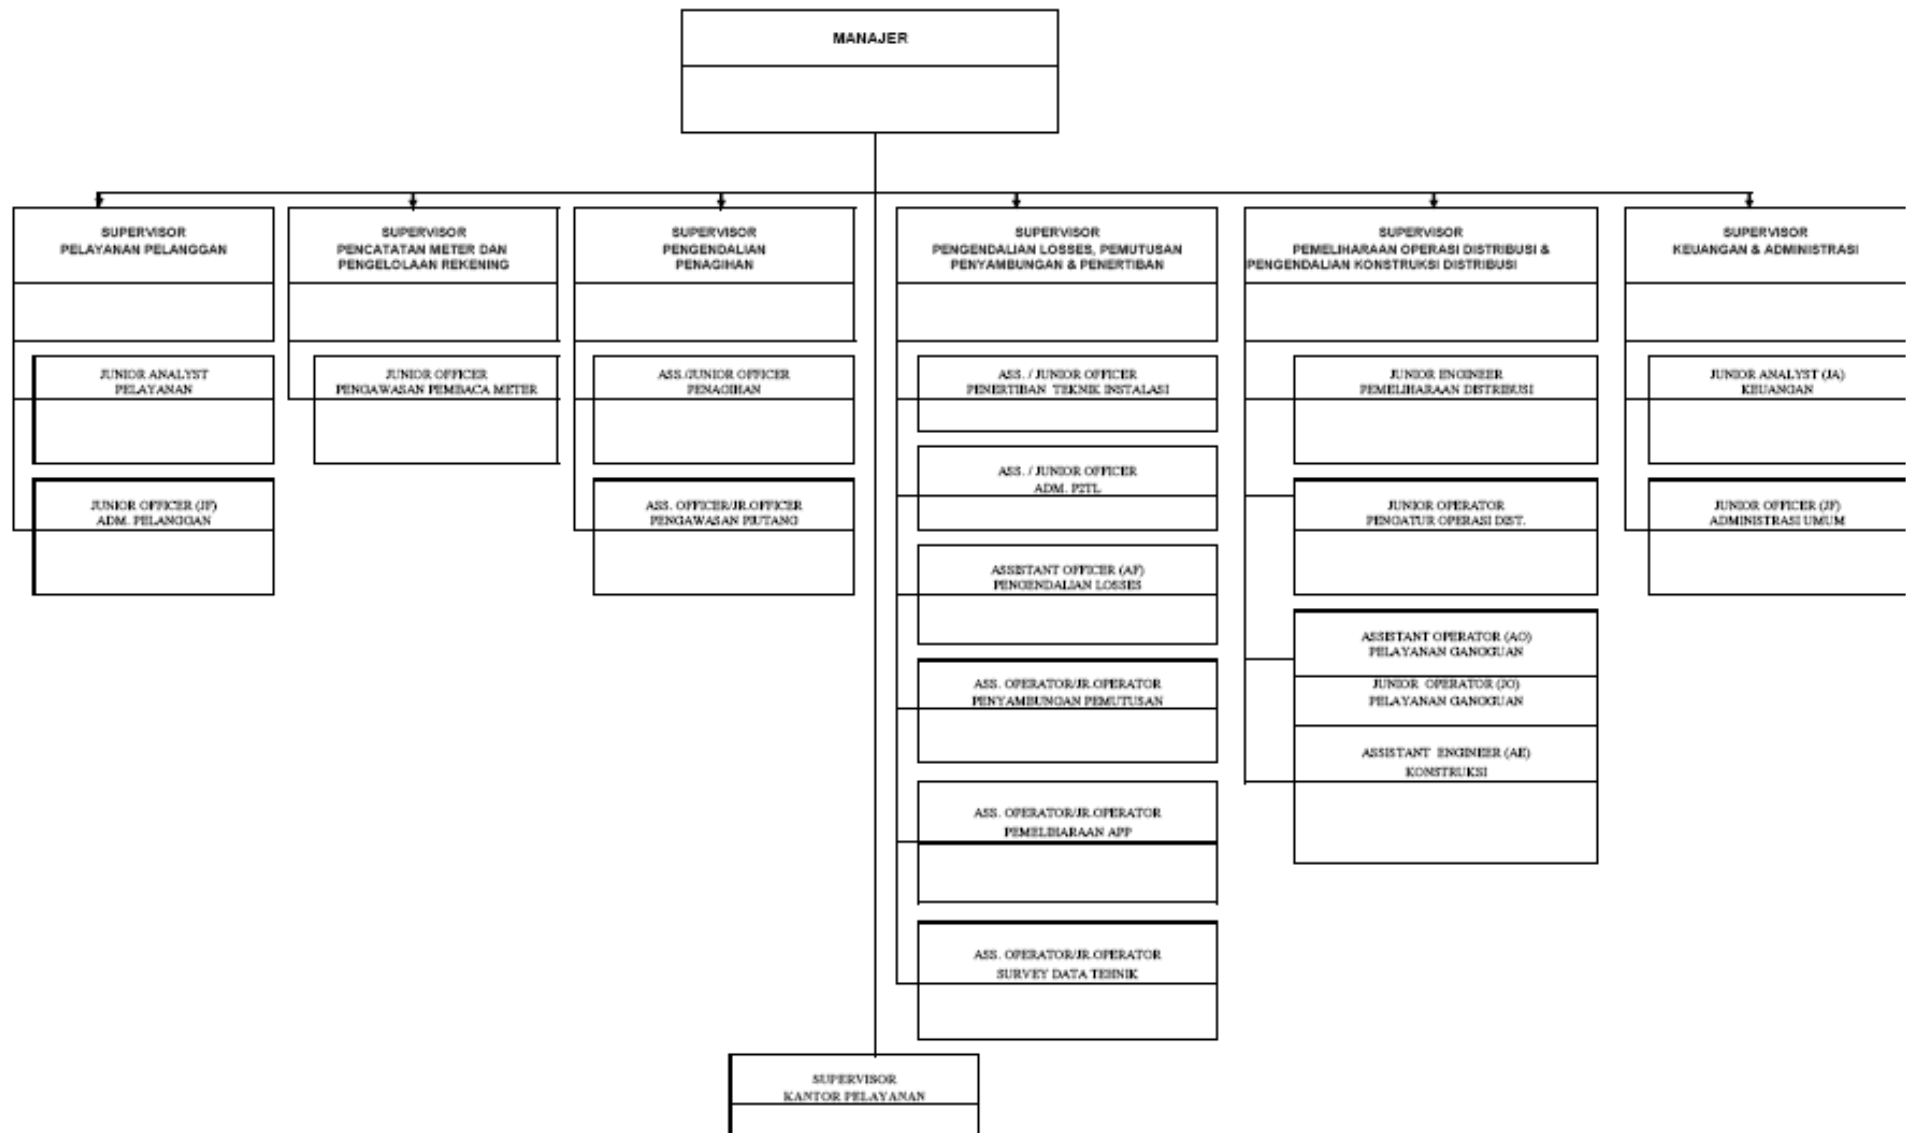 MANAJER
SUPERVISOR
PELAYANAN PELANGGAN
JUNIOR ANALYST
PELAYANAN
JUNIOR OFFICER (JF)
ADM. PELANGGAN
SUPERVISOR
PENCATATAN METER DAN
PENGELOLAAN REKENING
JUNIOR OFFICER
PENGAWASAN PEMBACA METER
SUPERVISOR
PENGENDALIAN
PENAGIHAN
ASS./JUNIOR OFFICER
PENAGIHAN
ASS. OFFICER/JR.OFFICER
PENGAWASAN PIUTANG
SUPERVISOR
PENGENDALIAN LOSSES, PEMUTUSAN
PENYAMBUNGAN & PENERTIBAN
ASS. / JUNIOR OFFICER
PENERTIBAN TEKNIK INSTALASI
ASS. / JUNIOR OFFICER
ADM. P2TL
ASSISTANT OFFICER (AF)
PENGENDALIAN LOSSES
ASS. OPERATOR/JR.OPERATOR
PENYAMBUNGAN PEMUTUSAN
ASS. OPERATOR/JR.OPERATOR
PEMELIHARAAN APP
ASS. OPERATOR/JR.OPERATOR
SURVEY DATA TEHNIK
SUPERVISOR
PEMELIHARAAN OPERASI DISTRIBUSI &
PENGENDALIAN KONSTRUKSI DISTRIBUSI
JUNIOR ENGINEER
PEMELIHARAAN DISTRIBUSI
JUNIOR OPERATOR
PENGATUR OPERASI DIST.
ASSISTANT OPERATOR (AO)
PELAYANAN GANGGUAN
JUNIOR OPERATOR (JO)
PELAYANAN GANGGUAN
ASSISTANT ENGINEER (AE)
KONSTRUKSI
SUPERVISOR
KEUANGAN & ADMINISTRASI
JUNIOR ANALYST (JA)
KEUANGAN
JUNIOR OFFICER (JF)
ADMINISTRASI UMUM
SUPERVISOR
KANTOR PELAYANAN